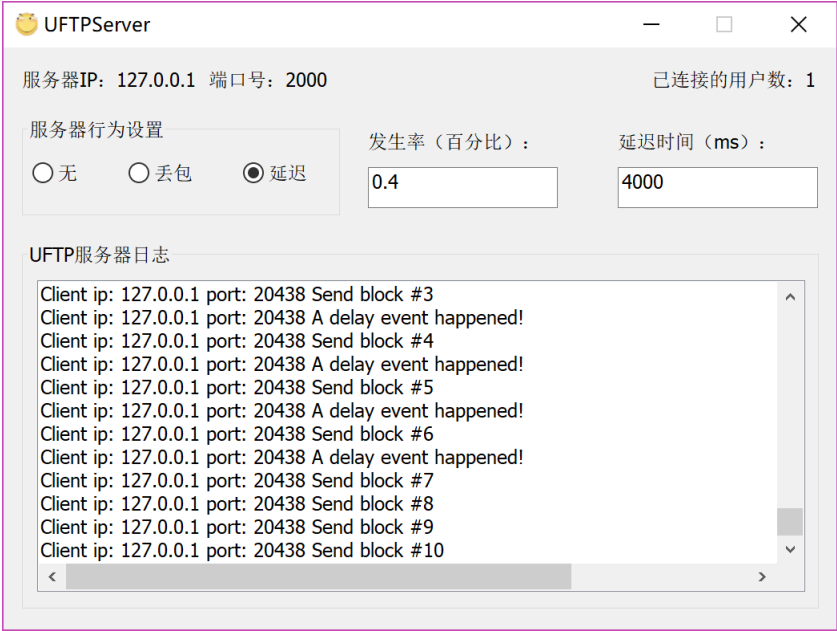 UFTPServer
服务器IP：127.0.0.1 端口号：2000 已连接的用户数：1
服务器行为设置 发生率（百分比）： 延迟时间（ms）：
无 丢包 延迟 0.4 4000
UFTP服务器日志
Client ip: 127.0.0.1 port: 20438 Send block #3
Client ip: 127.0.0.1 port: 20438 A delay event happened!
Client ip: 127.0.0.1 port: 20438 Send block #4
Client ip: 127.0.0.1 port: 20438 A delay event happened!
Client ip: 127.0.0.1 port: 20438 Send block #5
Client ip: 127.0.0.1 port: 20438 A delay event happened!
Client ip: 127.0.0.1 port: 20438 Send block #6
Client ip: 127.0.0.1 port: 20438 A delay event happened!
Client ip: 127.0.0.1 port: 20438 Send block #7
Client ip: 127.0.0.1 port: 20438 Send block #8
Client ip: 127.0.0.1 port: 20438 Send block #9
Client ip: 127.0.0.1 port: 20438 Send block #10